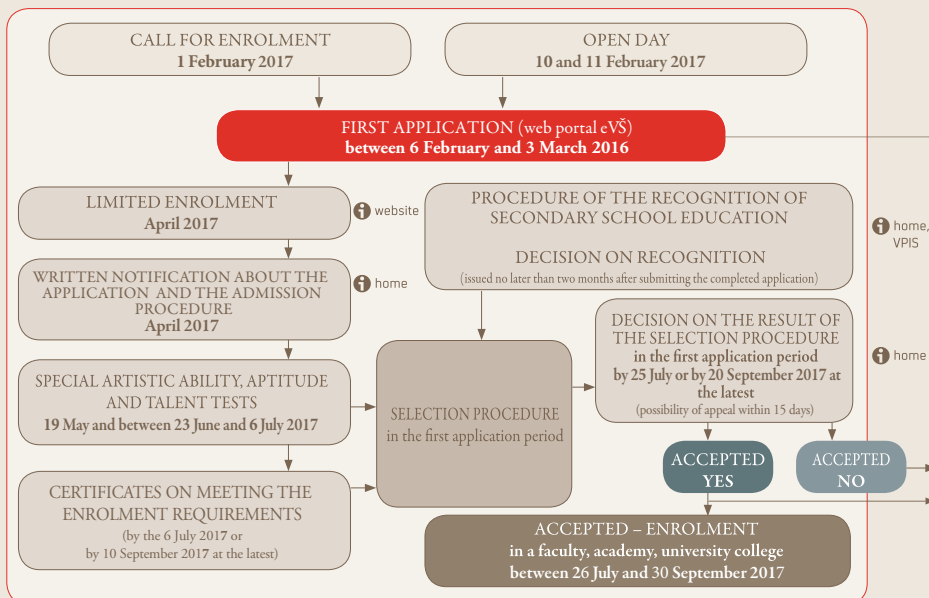 CALL FOR ENROLMENT
1 February 2017
OPEN DAY
10 and 11 February 2017
FIRST APPLICATION (web portal eVŠ)
between 6 February and 3 March 2016
LIMITED ENROLMENT
April 2017
website
WRITTEN NOTIFICATION ABOUT THE
APPLICATION AND THE ADMISSION
PROCEDURE
April 2017
home
PROCEDURE OF THE RECOGNITION OF
SECONDARY SCHOOL EDUCATION
DECISION ON RECOGNITION
(issued no later than two months after submitting the completed application)
home,
VPIS
SPECIAL ARTISTIC ABILITY, APTITUDE
AND TALENT TESTS
19 May and between 23 June and 6 July 2017
CERTIFICATES ON MEETING THE
ENROLMENT REQUIREMENTS
(by the 6 July 2017 or
by 10 September 2017 at the latest)
SELECTION PROCEDURE
in the first application period
DECISION ON THE RESULT OF
THE SELECTION PROCEDURE
in the first application period
by 25 July or by 20 September 2017 at
the latest
(possibility of appeal within 15 days)
home
ACCEPTED
YES
ACCEPTED
NO
ACCEPTED – ENROLMENT
in a faculty, academy, university college
between 26 July and 30 September 2017